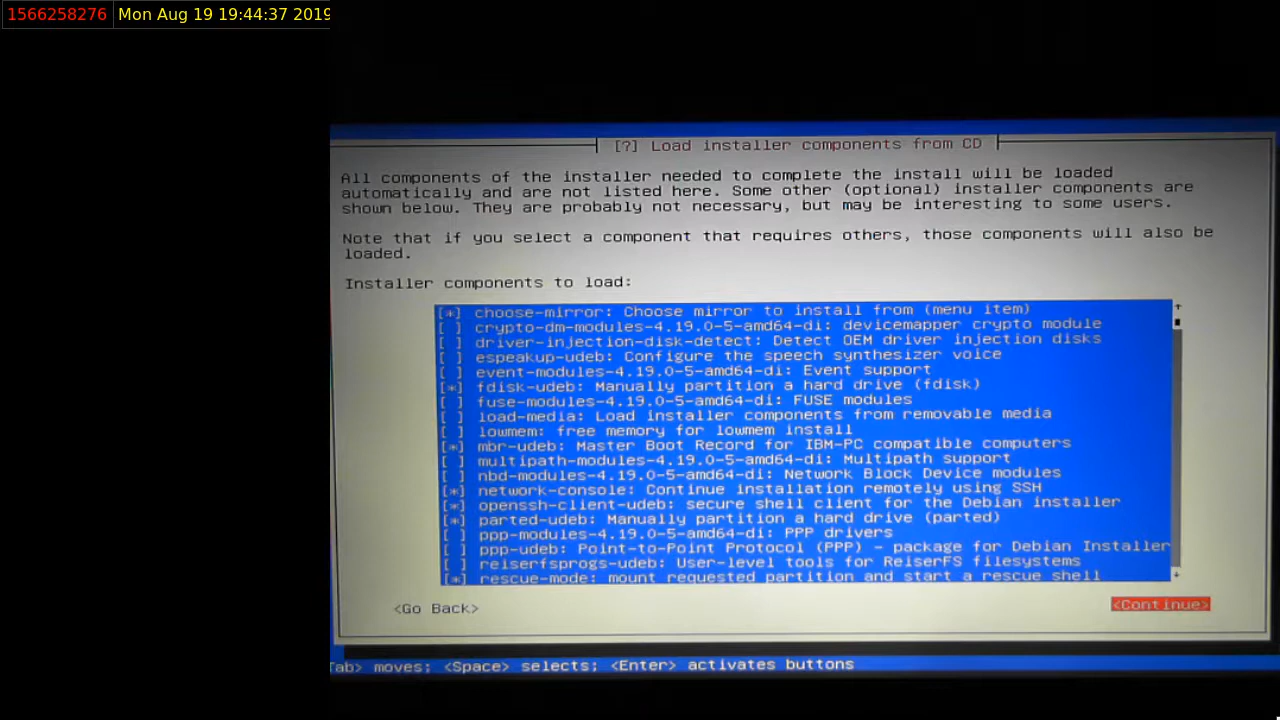 1566258276 Mon Aug 19 19:44:37 2019
[?] Load installer components from CD
All components of the installer needed to complete the install will be loaded
automatically and are not listed here. Some other (optional) installer components are
shown below. They are probably not necessary, but may be interesting to some users.
Note that if you select a component that requires others, those components will also be
loaded.
Installer components to load:
[*] choose-mirror: Choose mirror to install from (menu item)
[ ] crypto-dm-modules-4.19.0-5-amd64-di: devicemapper crypto module
[ ] driver-injection-disk-detect: Detect OEM driver injection disks
[ ] espeakup-udeb: Configure the speech synthesizer voice
[ ] event-modules-4.19.0-5-amd64-di: Event support
[*] fdisk-udeb: Manually partition a hard drive (fdisk)
[ ] fuse-modules-4.19.0-5-amd64-di: FUSE modules
[ ] load-media: Load installer components from removable media
[ ] lowmem: free memory for lowmem install
[*] mbr-udeb: Master Boot Record for IBM-PC compatible computers
[ ] multipath-modules-4.19.0-5-amd64-di: Multipath support
[ ] nbd-modules-4.19.0-5-amd64-di: Network Block Device modules
[*] network-console: Continue installation remotely using SSH
[*] openssh-client-udeb: secure shell client for the Debian installer
[*] parted-udeb: Manually partition a hard drive (parted)
[ ] ppp-modules-4.19.0-5-amd64-di: PPP drivers
[ ] ppp-udeb: Point-to-Point Protocol (PPP) - package for Debian Installer
[ ] reiserfsprogs-udeb: User-level tools for ReiserFS filesystems
[*] rescue-mode: mount requested partition and start a rescue shell
<Go Back> <Continue>
Tab> moves; <Space> selects; <Enter> activates buttons